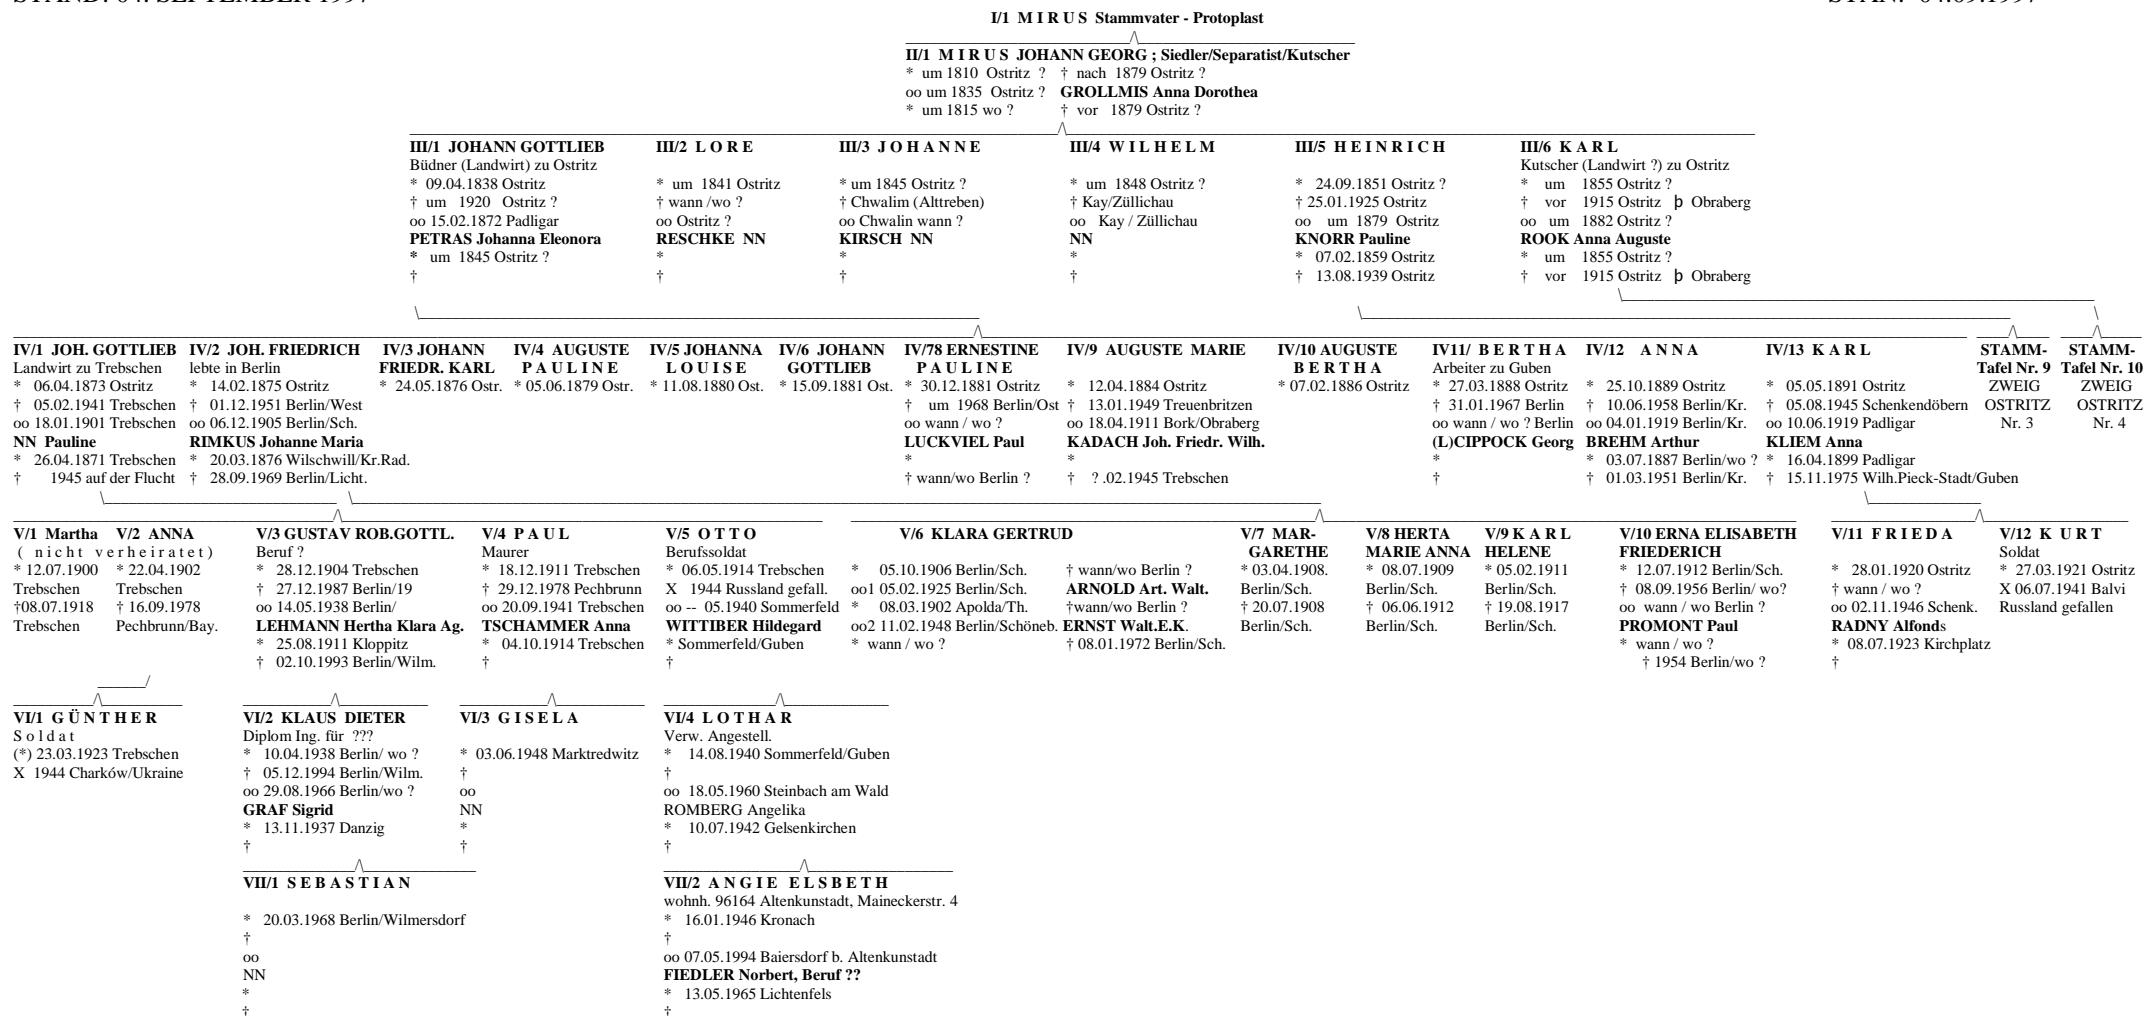 STAND: 04. SEPTEMBER 1997
STAN: 04.09.1997
I/1 M I R U S Stammvater - Protoplast
II/1 M I R U S JOHANN GEORG ; Siedler/Separatist/Kutscher
* um 1810 Ostritz ? † nach 1879 Ostritz ?
oo um 1835 Ostritz ? GROLLMIS Anna Dorothea
* um 1815 wo ? † vor 1879 Ostritz ?
III/1 JOHANN GOTTLIEB
Büdner (Landwirt) zu Ostritz
* 09.04.1838 Ostritz
† um 1920 Ostritz ?
oo 15.02.1872 Padligar
PETRAS Johanna Eleonora
* um 1845 Ostritz ?
†
III/2 L O R E
* um 1841 Ostritz
† wann /wo ?
oo Ostritz ?
RESCHKE NN
*
†
III/3 J O H A N N E
* um 1845 Ostritz ?
† Chwalim (Alttreben)
oo Chwalin wann ?
KIRSCH NN
*
†
III/4 W I L H E L M
* um 1848 Ostritz ?
† Kay/Züllichau
oo Kay / Züllichau
NN
*
†
III/5 H E I N R I C H
* 24.09.1851 Ostritz ?
† 25.01.1925 Ostritz
oo um 1879 Ostritz
KNORR Pauline
* 07.02.1859 Ostritz
† 13.08.1939 Ostritz
III/6 K A R L
Kutscher (Landwirt ?) zu Ostritz
* um 1855 Ostritz ?
† vor 1915 Ostritz þ Obraberg
oo um 1882 Ostritz ?
ROOK Anna Auguste
* um 1855 Ostritz ?
† vor 1915 Ostritz þ Obraberg
IV/1 JOH. GOTTLIEB
Landwirt zu Trebschen
* 06.04.1873 Ostritz
† 05.02.1941 Trebschen
oo 18.01.1901 Trebschen
NN Pauline
* 26.04.1871 Trebschen
† 1945 auf der Flucht
IV/2 JOH. FRIEDRICH
lebte in Berlin
* 14.02.1875 Ostritz
† 01.12.1951 Berlin/West
oo 06.12.1905 Berlin/Sch.
RIMKUS Johanne Maria
* 20.03.1876 Wilschwill/Kr.Rad.
† 28.09.1969 Berlin/Licht.
IV/3 JOHANN
FRIEDR. KARL
* 24.05.1876 Ostr.
IV/4 AUGUSTE
P A U L I N E
* 05.06.1879 Ostr.
IV/5 JOHANNA
L O U I S E
* 11.08.1880 Ost.
IV/6 JOHANN
GOTTLIEB
* 15.09.1881 Ost.
IV/78 ERNESTINE
P A U L I N E
* 30.12.1881 Ostritz
† um 1968 Berlin/Ost
oo wann / wo ?
LUCKVIEL Paul
*
† wann/wo Berlin ?
IV/9 AUGUSTE MARIE
* 12.04.1884 Ostritz
† 13.01.1949 Treuenbritzen
oo 18.04.1911 Bork/Obraberg
KADACH Joh. Friedr. Wilh.
*
† ? .02.1945 Trebschen
IV/10 AUGUSTE
B E R T H A
* 07.02.1886 Ostritz
IV11/ B E R T H A
Arbeiter zu Guben
* 27.03.1888 Ostritz
† 31.01.1967 Berlin
oo wann / wo ? Berlin
(L)CIPPOCK Georg
*
†
IV/12 A N N A
* 25.10.1889 Ostritz
† 10.06.1958 Berlin/Kr.
oo 04.01.1919 Berlin/Kr.
BREHM Arthur
* 03.07.1887 Berlin/wo ?
† 01.03.1951 Berlin/Kr.
IV/13 K A R L
* 05.05.1891 Ostritz
† 05.08.1945 Schenkendöbern
oo 10.06.1919 Padligar
KLIEM Anna
* 16.04.1899 Padligar
† 15.11.1975 Wilh.Pieck-Stadt/Guben
STAMM-
Tafel Nr. 9
ZWEIG
OSTRITZ
Nr. 3
STAMM-
Tafel Nr. 10
ZWEIG
OSTRITZ
Nr. 4
V/1 Martha V/2 ANNA
( n i c h t v e r h e i r a t e t )
* 12.07.1900 * 22.04.1902
Trebschen Trebschen
†08.07.1918 † 16.09.1978
Trebschen Pechbrunn/Bay.
V/3 GUSTAV ROB.GOTTL.
Beruf ?
* 28.12.1904 Trebschen
† 27.12.1987 Berlin/19
oo 14.05.1938 Berlin/
LEHMANN Hertha Klara Ag.
* 25.08.1911 Kloppitz
† 02.10.1993 Berlin/Wilm.
V/4 P A U L
Maurer
* 18.12.1911 Trebschen
† 29.12.1978 Pechbrunn
oo 20.09.1941 Trebschen
TSCHAMMER Anna
* 04.10.1914 Trebschen
†
V/5 O T T O
Berufssoldat
* 06.05.1914 Trebschen
X 1944 Russland gefall.
oo -- 05.1940 Sommerfeld
WITTIBER Hildegard
* Sommerfeld/Guben
†
V/6 KLARA GERTRUD
* 05.10.1906 Berlin/Sch. † wann/wo Berlin ?
oo1 05.02.1925 Berlin/Sch. ARNOLD Art. Walt.
* 08.03.1902 Apolda/Th. †wann/wo Berlin ?
oo2 11.02.1948 Berlin/Schöneb. ERNST Walt.E.K.
* wann / wo ? † 08.01.1972 Berlin/Sch.
V/7 MAR-
GARETHE
* 03.04.1908.
Berlin/Sch.
† 20.07.1908
Berlin/Sch.
V/8 HERTA
MARIE ANNA
* 08.07.1909
Berlin/Sch.
† 06.06.1912
Berlin/Sch.
V/9 K A R L
HELENE
* 05.02.1911
Berlin/Sch.
† 19.08.1917
Berlin/Sch.
V/10 ERNA ELISABETH
FRIEDERICH
* 12.07.1912 Berlin/Sch.
† 08.09.1956 Berlin/ wo?
oo wann / wo Berlin ?
PROMONT Paul
* wann / wo ?
† 1954 Berlin/wo ?
V/11 F R I E D A
* 28.01.1920 Ostritz
† wann / wo ?
oo 02.11.1946 Schenk.
RADNY Alfonds
* 08.07.1923 Kirchplatz
†
V/12 K U R T
Soldat
* 27.03.1921 Ostritz
X 06.07.1941 Balvi
Russland gefallen
VI/1 G Ü N T H E R
S o l d a t
(*) 23.03.1923 Trebschen
X 1944 Charków/Ukraine
VI/2 KLAUS DIETER
Diplom Ing. für ???
* 10.04.1938 Berlin/ wo ?
† 05.12.1994 Berlin/Wilm.
oo 29.08.1966 Berlin/wo ?
GRAF Sigrid
* 13.11.1937 Danzig
†
VI/3 G I S E L A
* 03.06.1948 Marktredwitz
†
oo
NN
*
†
VI/4 L O T H A R
Verw. Angestell.
* 14.08.1940 Sommerfeld/Guben
†
oo 18.05.1960 Steinbach am Wald
ROMBERG Angelika
* 10.07.1942 Gelsenkirchen
†
VII/1 S E B A S T I A N
* 20.03.1968 Berlin/Wilmersdorf
†
oo
NN
*
†
VII/2 A N G I E E L S B E T H
wohnh. 96164 Altenkunstadt, Maineckerstr. 4
* 16.01.1946 Kronach
†
oo 07.05.1994 Baiersdorf b. Altenkunstadt
FIEDLER Norbert, Beruf ??
* 13.05.1965 Lichtenfels
†